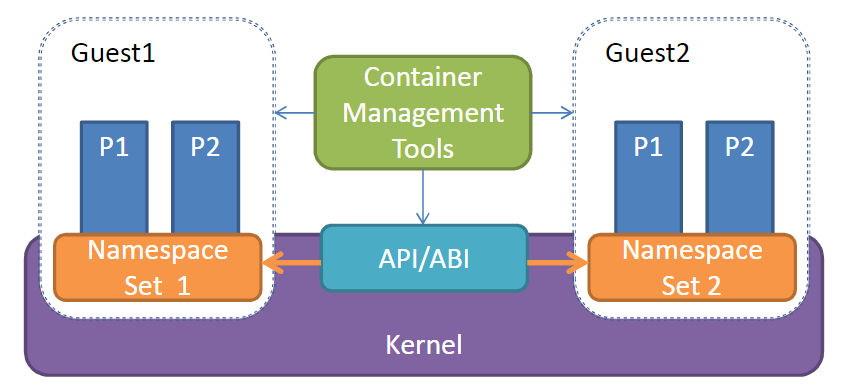 Guest1
Guest2
Container
Management
Tools
P1
P2
P1
P2
Namespace
Set 1
API/ABI
Namespace
Set 2
Kernel